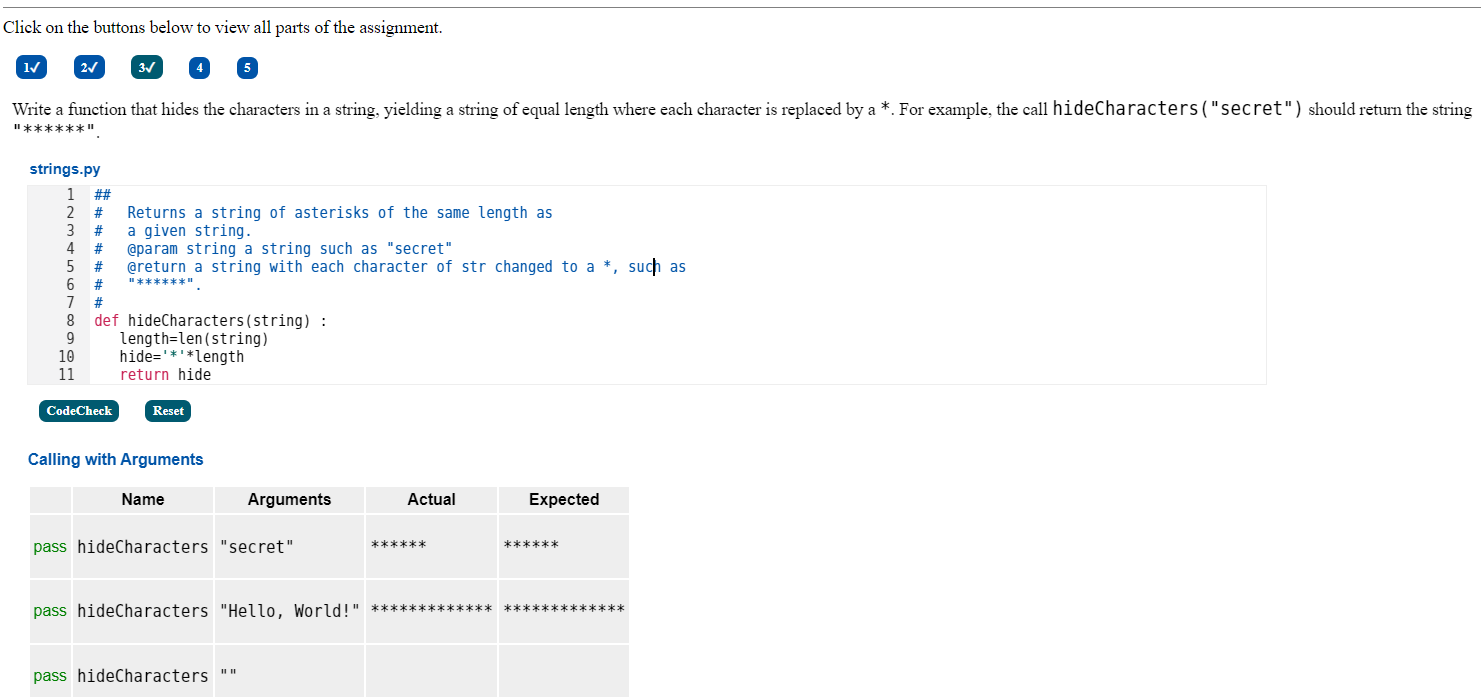 Click on the buttons below to view all parts of the assignment.
1✓ 2✓ 3✓ 4 5
Write a function that hides the characters in a string, yielding a string of equal length where each character is replaced by a *. For example, the call hideCharacters("secret") should return the string
"******".
strings.py
1 ##
2 #   Returns a string of asterisks of the same length as
3 #   a given string.
4 #   @param string a string such as "secret"
5 #   @return a string with each character of str changed to a *, such as
6 #   "******".
7 #
8 def hideCharacters(string) :
9    length=len(string)
10    hide='*'*length
11    return hide
CodeCheck Reset
Calling with Arguments
Name Arguments Actual Expected
pass hideCharacters "secret" ****** ******
pass hideCharacters "Hello, World!" ************* *************
pass hideCharacters ""